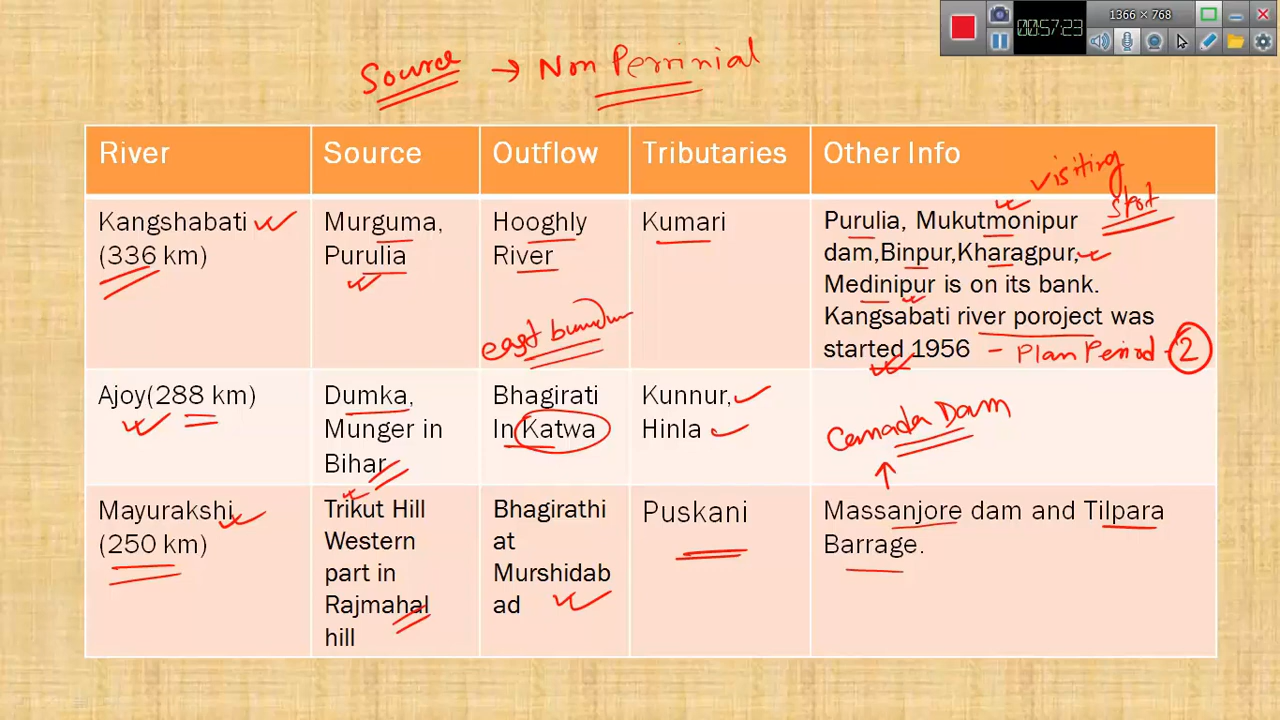 1366 × 768
00:57:23
Source → Non Perrinial
River Source Outflow Tributaries Other Info
visiting
spot
Kangshabati
(336 km)
Murguma,
Purulia
Hooghly
River
east
Kumari
Purulia, Mukutmonipur
dam,Binpur,Kharagpur,
Medinipur is on its bank.
Kangsabati river poroject was
started 1956 - Plan Period - 2
Ajoy(288 km)
Dumka,
Munger in
Bihar
Bhagirati
In Katwa
Kunnur,
Hinla
Canada Dam
Mayurakshi
(250 km)
Trikut Hill
Western
part in
Rajmahal
hill
Bhagirathi
at
Murshidab
ad
Puskani
Massanjore dam and Tilpara
Barrage.